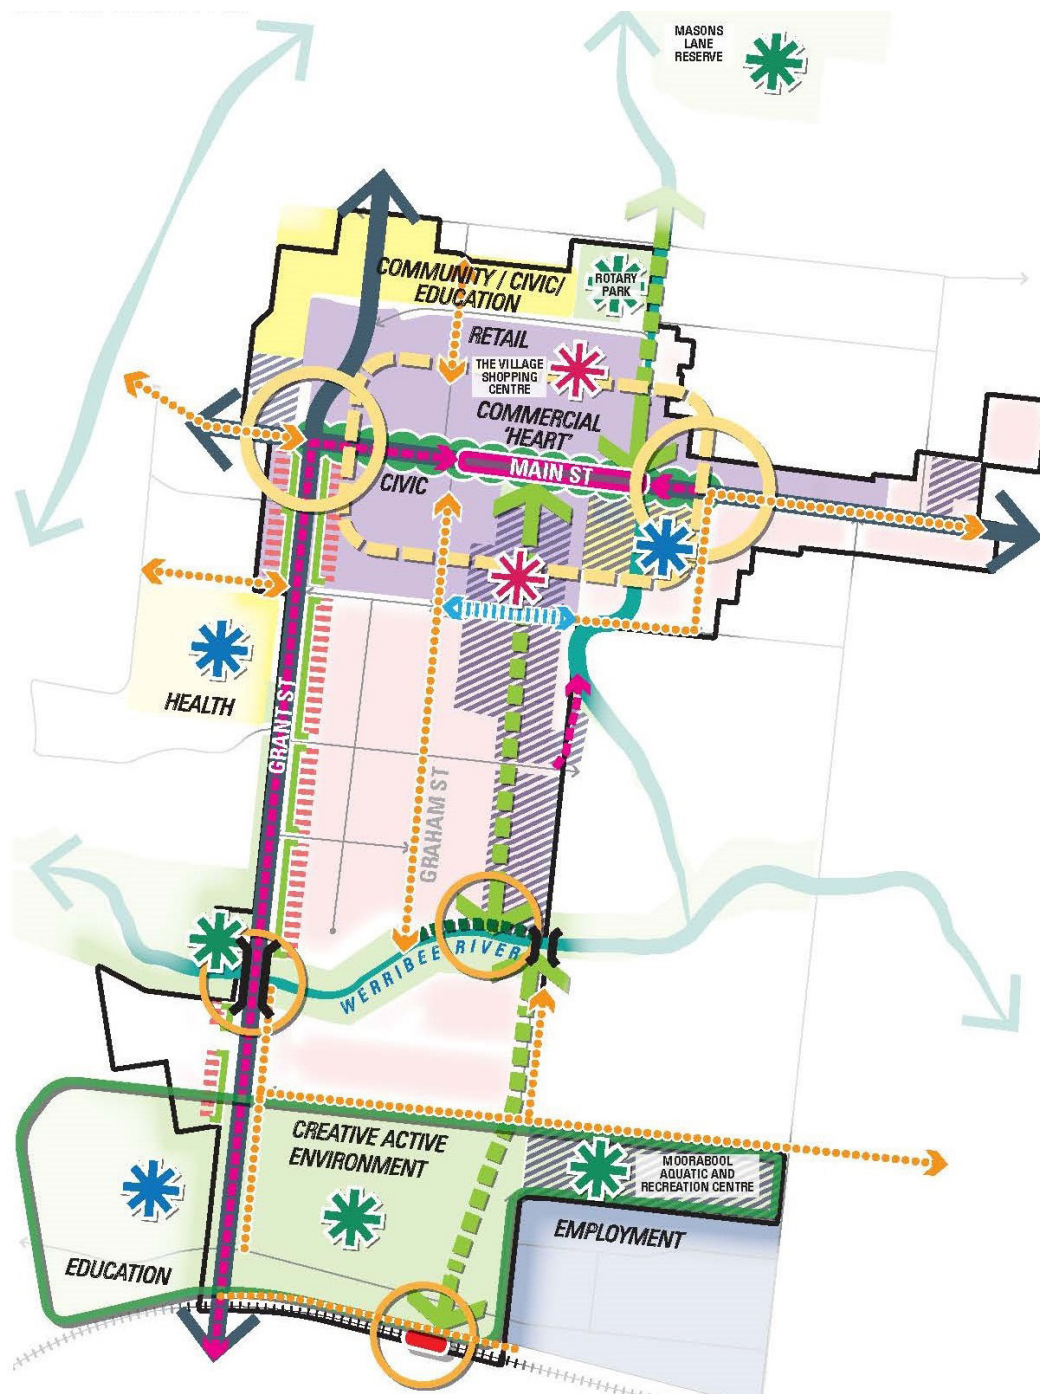 MASONS
LANE
RESERVE
COMMUNITY / CIVIC/
EDUCATION
ROTARY
PARK
RETAIL
THE VILLAGE
SHOPPING
CENTRE
COMMERCIAL
'HEART'
MAIN ST
CIVIC
HEALTH
GRANT ST
GRAHAM ST
WERRIBEE RIVER
CREATIVE ACTIVE
ENVIRONMENT
MOORABOOL
AQUATIC AND
RECREATION CENTRE
EMPLOYMENT
EDUCATION